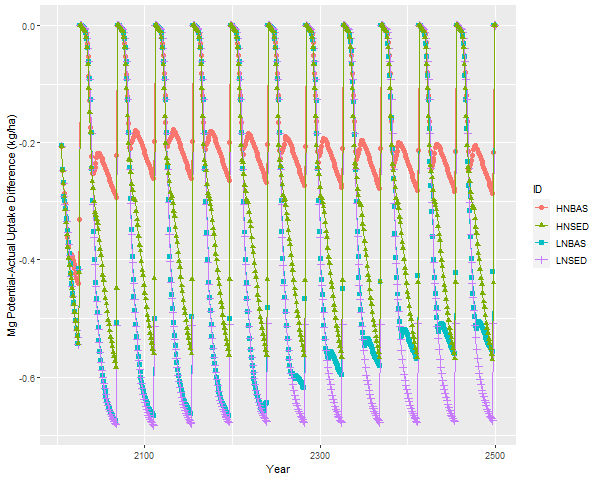 0.0
-0.2
-0.4
-0.6
Mg Potential-Actual Uptake Difference (kg/ha)
2100
2300
2500
Year
ID
HNBAS
HNSED
LNBAS
LNSED